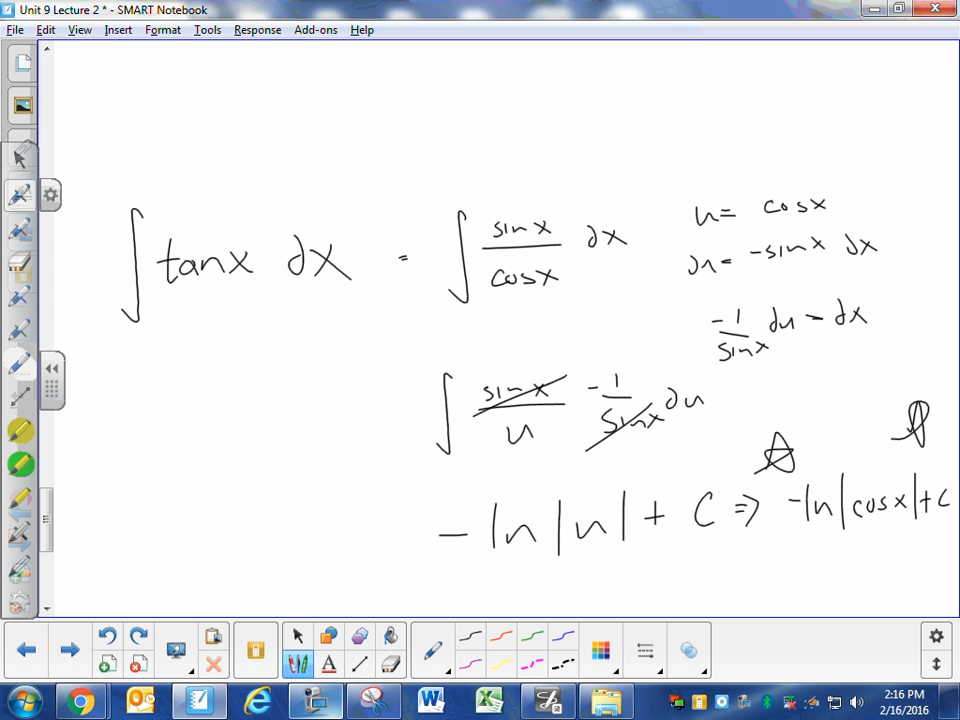 Unit 9 Lecture 2 * - SMART Notebook
File Edit View Insert Format Tools Response Add-ons Help
∫ tanx dx = ∫ sinx/cosx dx
u= cosx
du= -sinx dx
-1/sinx du = dx
∫ sinx/u -1/sinx du
- ln|u| + C ⇒ -ln|cosx|+c
2:16 PM
2/16/2016